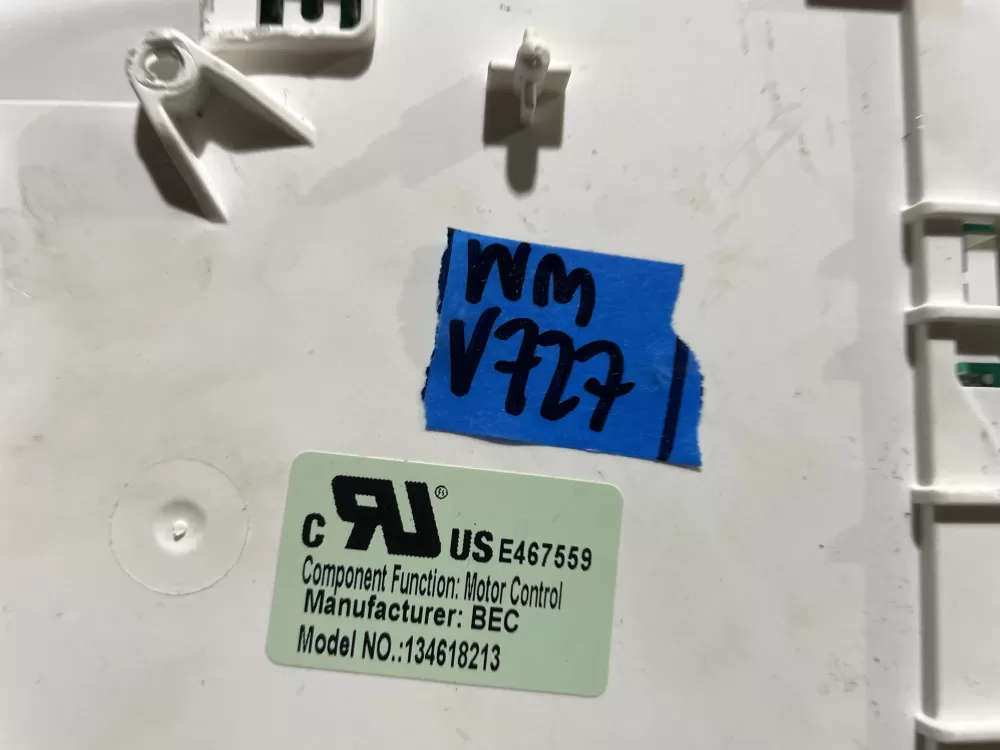 WM
V727
C RU® US E467559
Component Function: Motor Control
Manufacturer: BEC
Model NO.:134618213